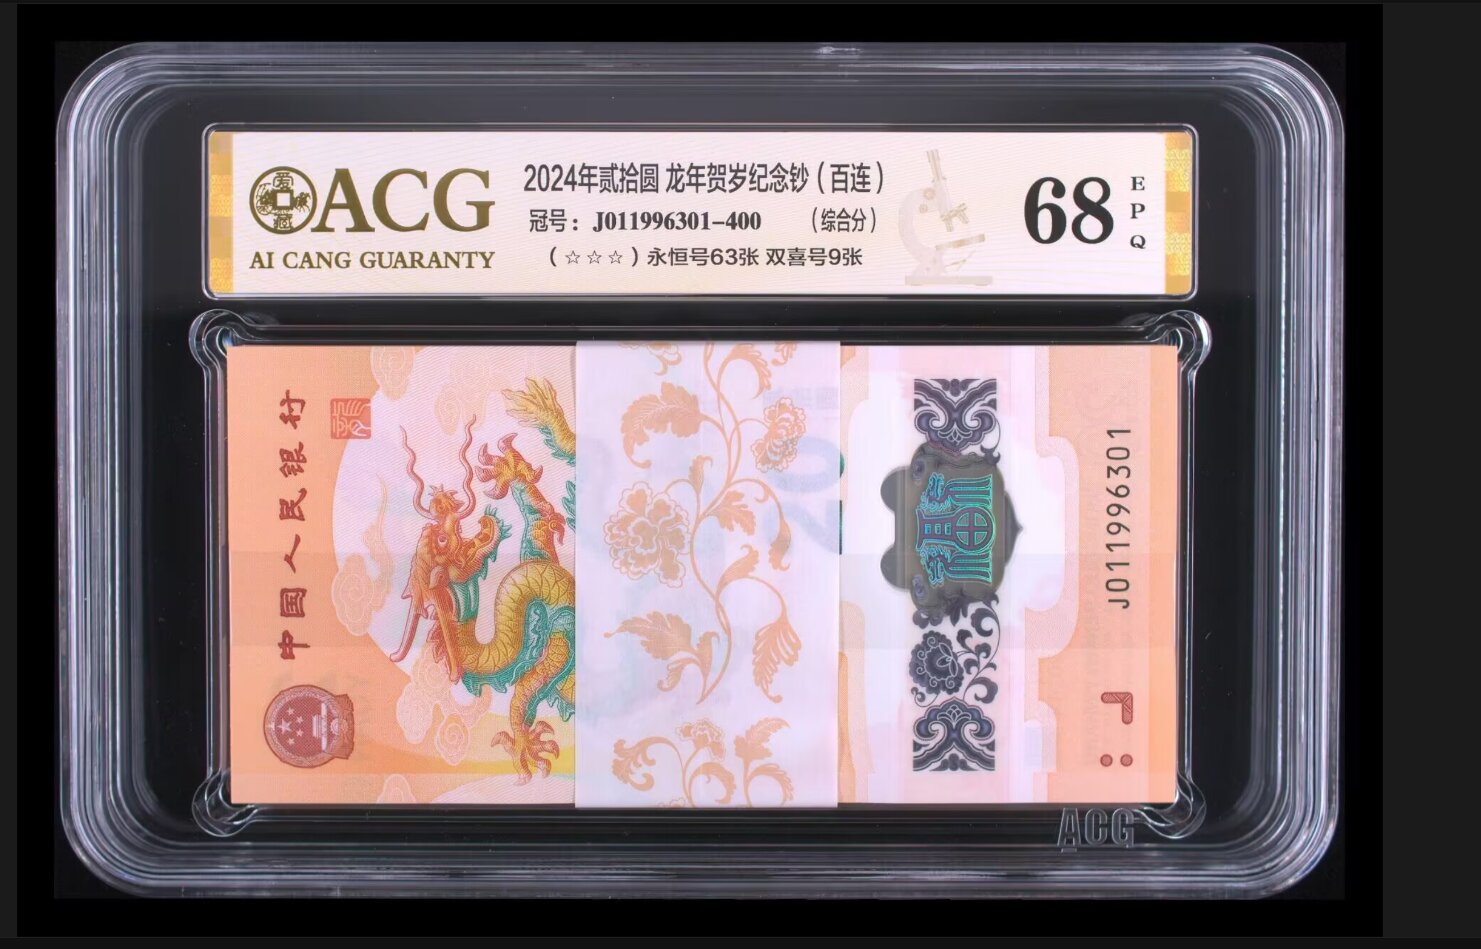 ACG
AI CANG GUARANTY
2024年贰拾圆 龙年贺岁纪念钞(百连)
冠号: J011996301-400 (综合分)
(☆☆☆)永恒号63张 双喜号9张
68
EPQ
中国人民银行
J011996301
ACG